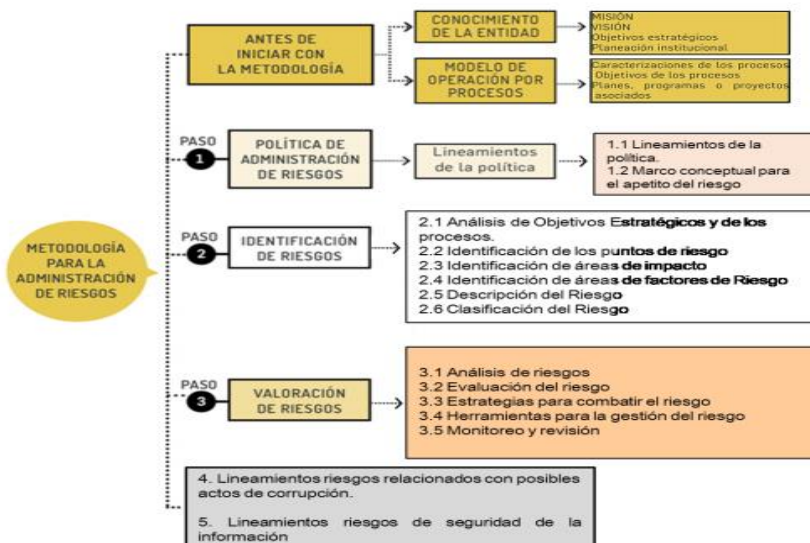 ANTES DE
INICIAR CON
LA METODOLOGÍA
CONOCIMIENTO
DE LA ENTIDAD
MISIÓN
VISIÓN
Objetivos estratégicos
Planeación institucional
MODELO DE
OPERACIÓN POR
PROCESOS
Caracterizaciones de los procesos
Objetivos de los procesos
Planes, programas o proyectos
asociados
METODOLOGÍA
PARA LA
ADMINISTRACIÓN
DE RIESGOS
PASO
1
POLÍTICA DE
ADMINISTRACIÓN
DE RIESGOS
Lineamientos
de la política
1.1 Lineamientos de la
política.
1.2 Marco conceptual para
el apetito del riesgo
PASO
2
IDENTIFICACIÓN
DE RIESGOS
2.1 Análisis de Objetivos Estratégicos y de los
procesos.
2.2 Identificación de los puntos de riesgo
2.3 Identificación de áreas de impacto
2.4 Identificación de áreas de factores de Riesgo
2.5 Descripción del Riesgo
2.6 Clasificación del Riesgo
PASO
3
VALORACIÓN
DE RIESGOS
3.1 Análisis de riesgos
3.2 Evaluación del riesgo
3.3 Estrategias para combatir el riesgo
3.4 Herramientas para la gestión del riesgo
3.5 Monitoreo y revisión
4. Lineamientos riesgos relacionados con posibles
actos de corrupción.
5. Lineamientos riesgos de seguridad de la
información